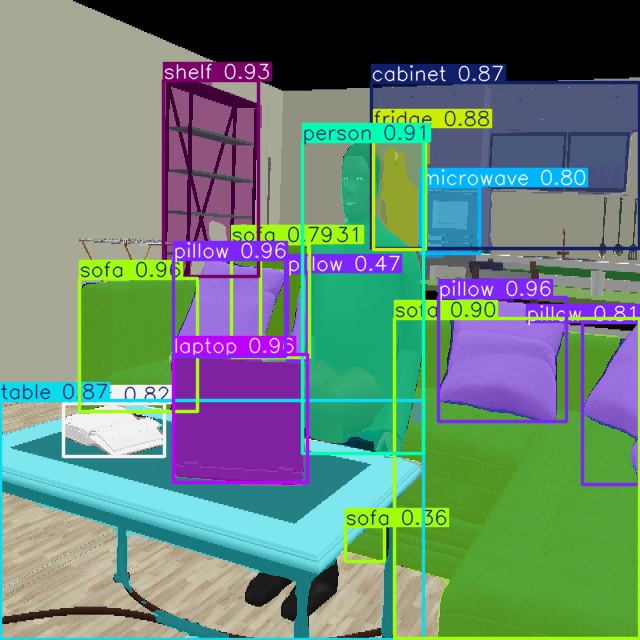 shelf 0.93
cabinet 0.87
fridge 0.88
person 0.91
microwave 0.80
sofa 0.79
31
pillow 0.96
pillow 0.47
sofa 0.96
pillow 0.96
sofa 0.90
pillow 0.81
laptop 0.96
table 0.87
0.82
sofa 0.36